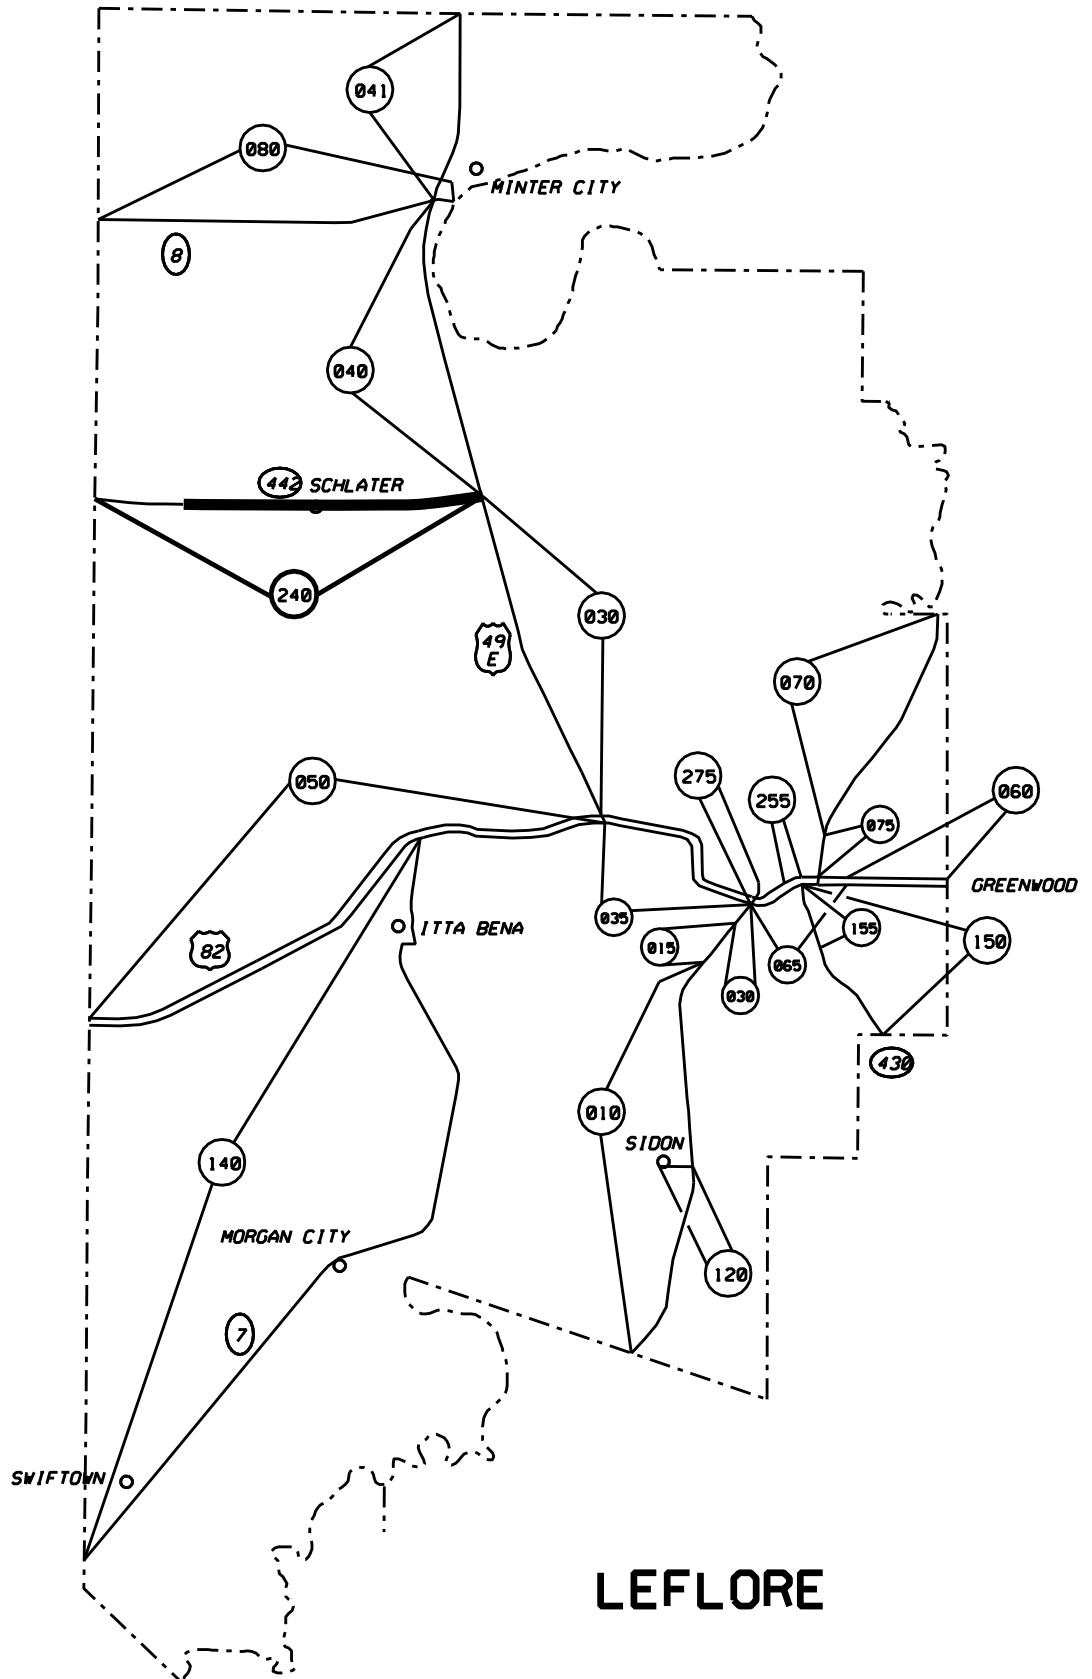 041
080
MINTER CITY
8
040
442 SCHLATER
240
030
49
E
070
275
050
255
060
075
GREENWOOD
035
ITTA BENA
155
82
015
150
065
030
430
010
SIDON
140
MORGAN CITY
120
7
SWIFTOWN
LEFLORE